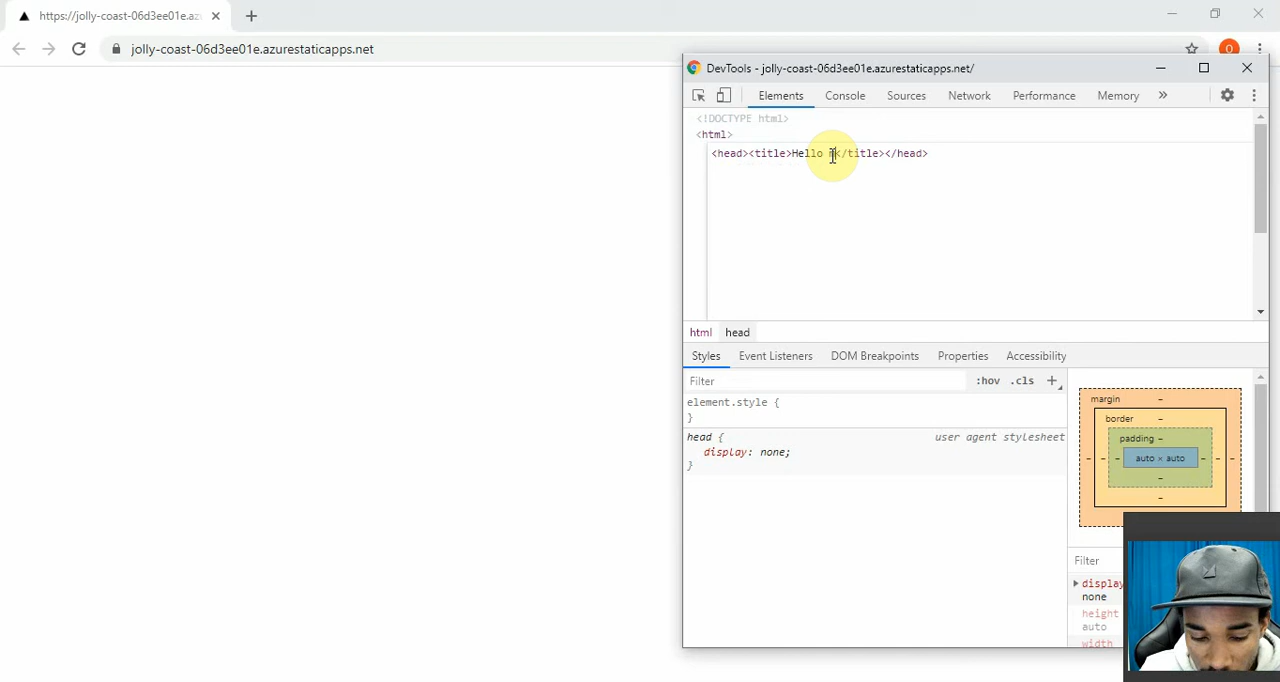 https://jolly-coast-06d3ee01e.az
jolly-coast-06d3ee01e.azurestaticapps.net
DevTools - jolly-coast-06d3ee01e.azurestaticapps.net/
Elements Console Sources Network Performance Memory »
<!DOCTYPE html>
<html>
<head><title>Hello m</title></head>
html head
Styles Event Listeners DOM Breakpoints Properties Accessibility
Filter :hov .cls +
element.style {
}
head { user agent stylesheet
display: none;
}
margin –
border –
padding –
– – – auto × auto – – –
–
–
–
Filter
display
none
height
auto
width